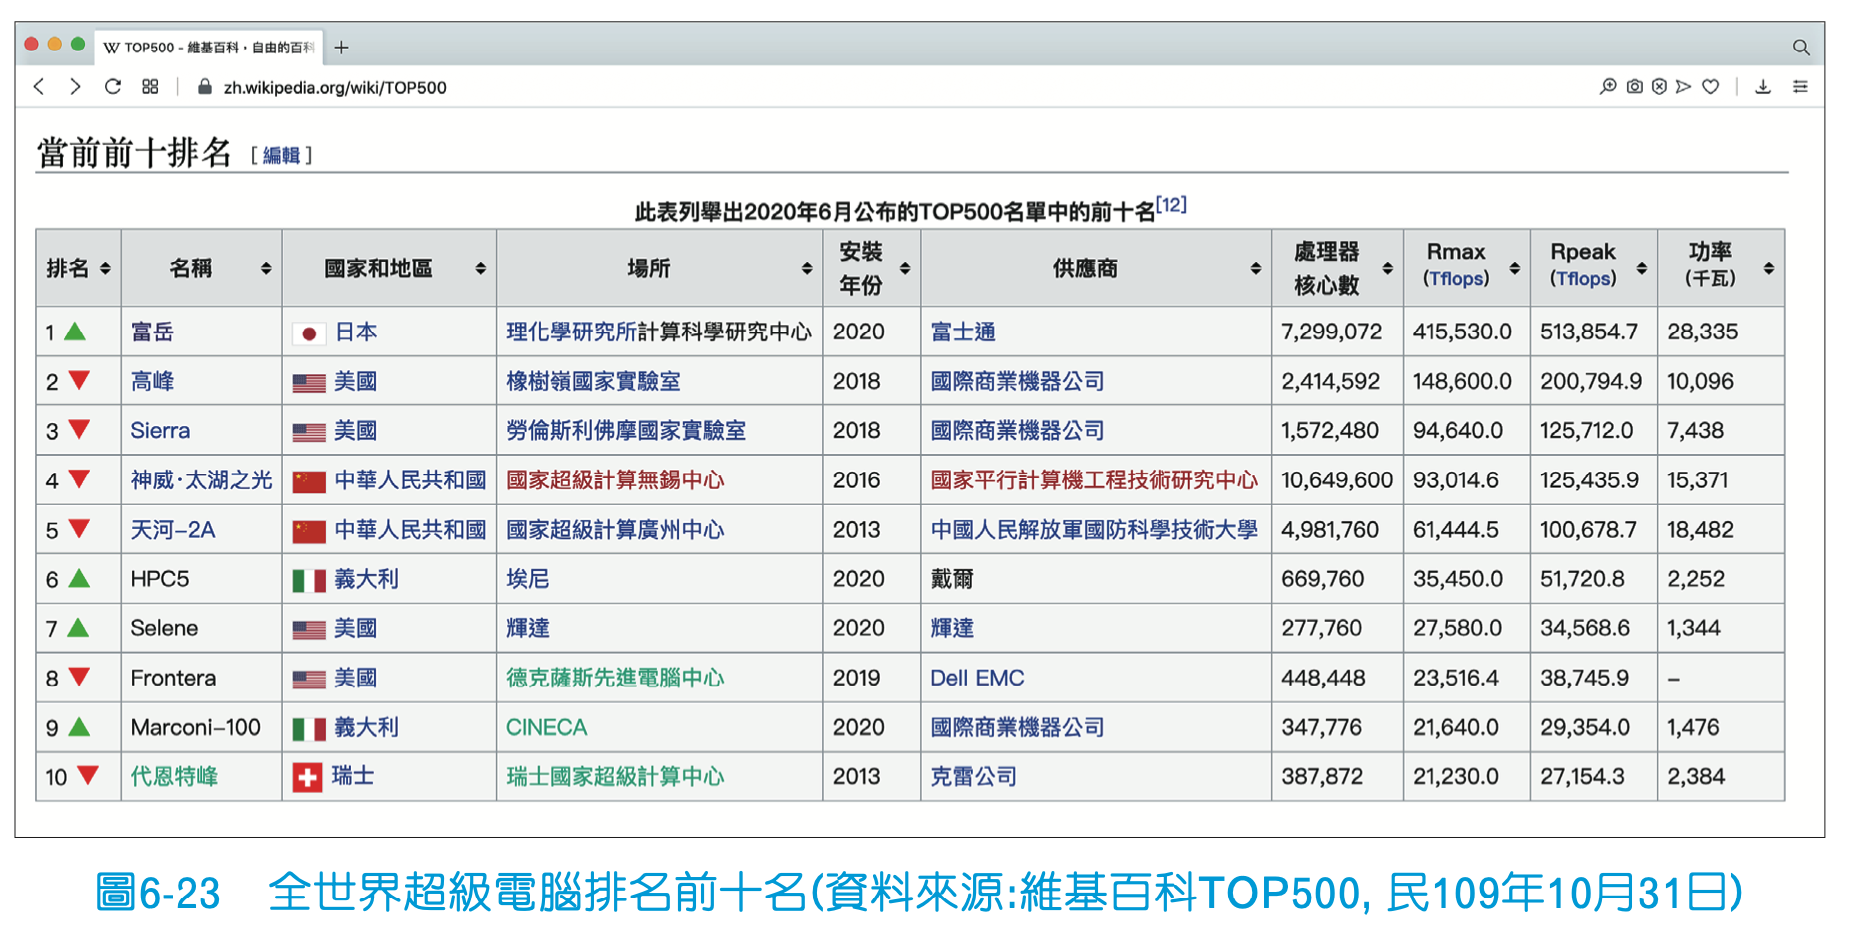 TOP500 - 維基百科，自由的百科
zh.wikipedia.org/wiki/TOP500
當前前十排名 [編輯]
此表列舉出2020年6月公布的TOP500名單中的前十名[12]
排名 名稱 國家和地區 場所 安裝年份 供應商 處理器核心數 Rmax (Tflops) Rpeak (Tflops) 功率 (千瓦)
1 ▲ 富岳 日本 理化學研究所計算科學研究中心 2020 富士通 7,299,072 415,530.0 513,854.7 28,335
2 ▼ 高峰 美國 橡樹嶺國家實驗室 2018 國際商業機器公司 2,414,592 148,600.0 200,794.9 10,096
3 ▼ Sierra 美國 勞倫斯利佛摩國家實驗室 2018 國際商業機器公司 1,572,480 94,640.0 125,712.0 7,438
4 ▼ 神威·太湖之光 中華人民共和國 國家超級計算無錫中心 2016 國家平行計算機工程技術研究中心 10,649,600 93,014.6 125,435.9 15,371
5 ▼ 天河-2A 中華人民共和國 國家超級計算廣州中心 2013 中國人民解放軍國防科學技術大學 4,981,760 61,444.5 100,678.7 18,482
6 ▲ HPC5 義大利 埃尼 2020 戴爾 669,760 35,450.0 51,720.8 2,252
7 ▲ Selene 美國 輝達 2020 輝達 277,760 27,580.0 34,568.6 1,344
8 ▼ Frontera 美國 德克薩斯先進電腦中心 2019 Dell EMC 448,448 23,516.4 38,745.9 –
9 ▲ Marconi-100 義大利 CINECA 2020 國際商業機器公司 347,776 21,640.0 29,354.0 1,476
10 ▼ 代恩特峰 瑞士 瑞士國家超級計算中心 2013 克雷公司 387,872 21,230.0 27,154.3 2,384
圖6-23 全世界超級電腦排名前十名(資料來源:維基百科TOP500, 民109年10月31日)